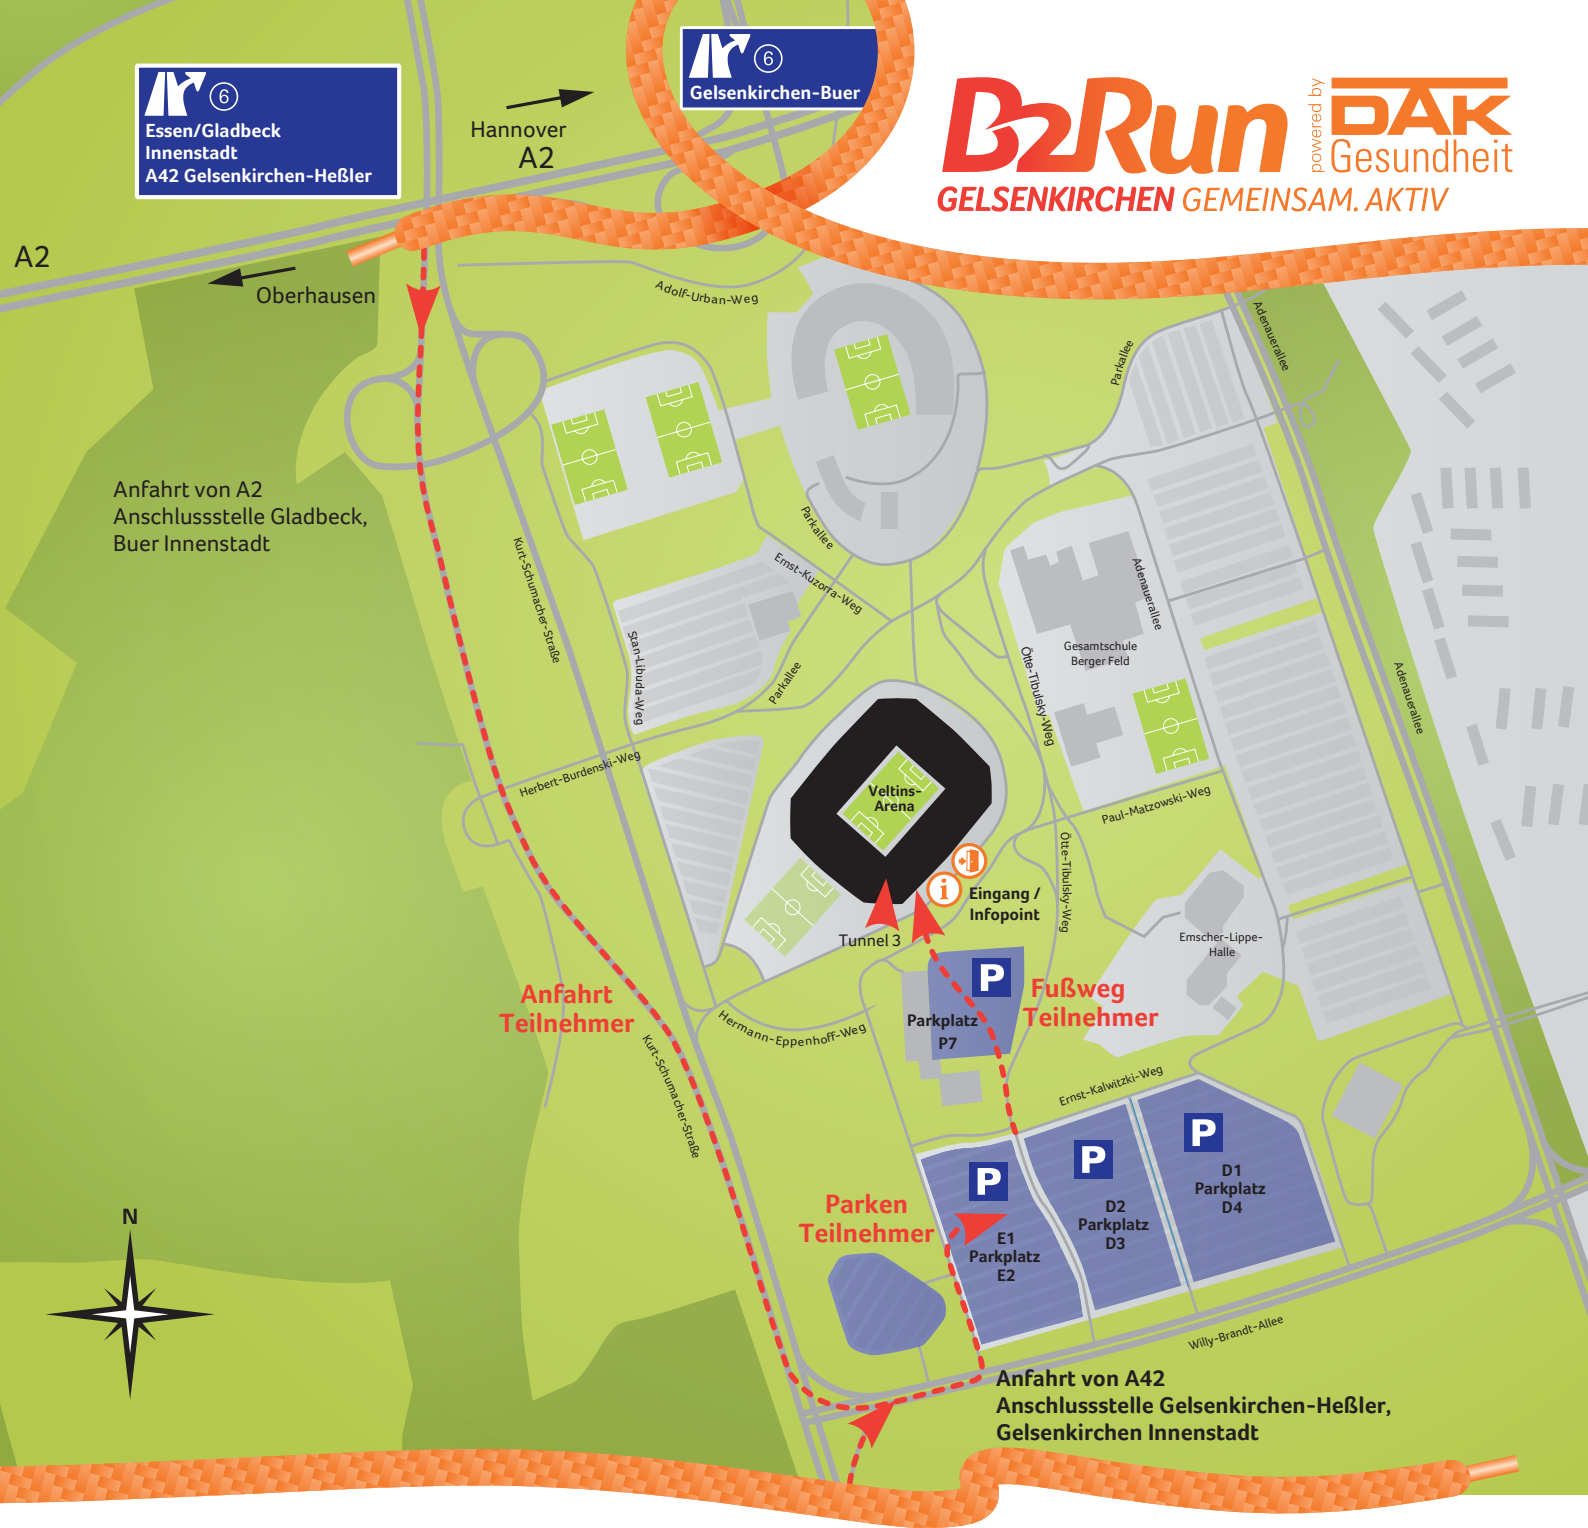 6
Essen/Gladbeck
Innenstadt
A42 Gelsenkirchen-Heßler
Hannover
A2
6
Gelsenkirchen-Buer
B2Run
powered by
DAK
Gesundheit
GELSENKIRCHEN GEMEINSAM. AKTIV
A2
Oberhausen
Adolf-Urban-Weg
Adenauerallee
Parkallee
Anfahrt von A2
Anschlussstelle Gladbeck,
Buer Innenstadt
Kurt-Schumacher-Straße
Parkallee
Ernst-Kuzorra-Weg
Adenauerallee
Stan-Libuda-Weg
Parkallee
Gesamtschule
Berger Feld
Ötte-Tibulsky-Weg
Adenauerallee
Herbert-Burdenski-Weg
Veltins-
Arena
Paul-Matzowski-Weg
Ötte-Tibulsky-Weg
i
Eingang /
Infopoint
Tunnel 3
Emscher-Lippe-
Halle
Anfahrt
Teilnehmer
P
Fußweg
Teilnehmer
Parkplatz
P7
Hermann-Eppenhoff-Weg
Kurt-Schumacher-Straße
Ernst-Kalwitzki-Weg
P
D1
Parkplatz
D4
P
D2
Parkplatz
D3
P
E1
Parkplatz
E2
Parken
Teilnehmer
N
Willy-Brandt-Allee
Anfahrt von A42
Anschlussstelle Gelsenkirchen-Heßler,
Gelsenkirchen Innenstadt